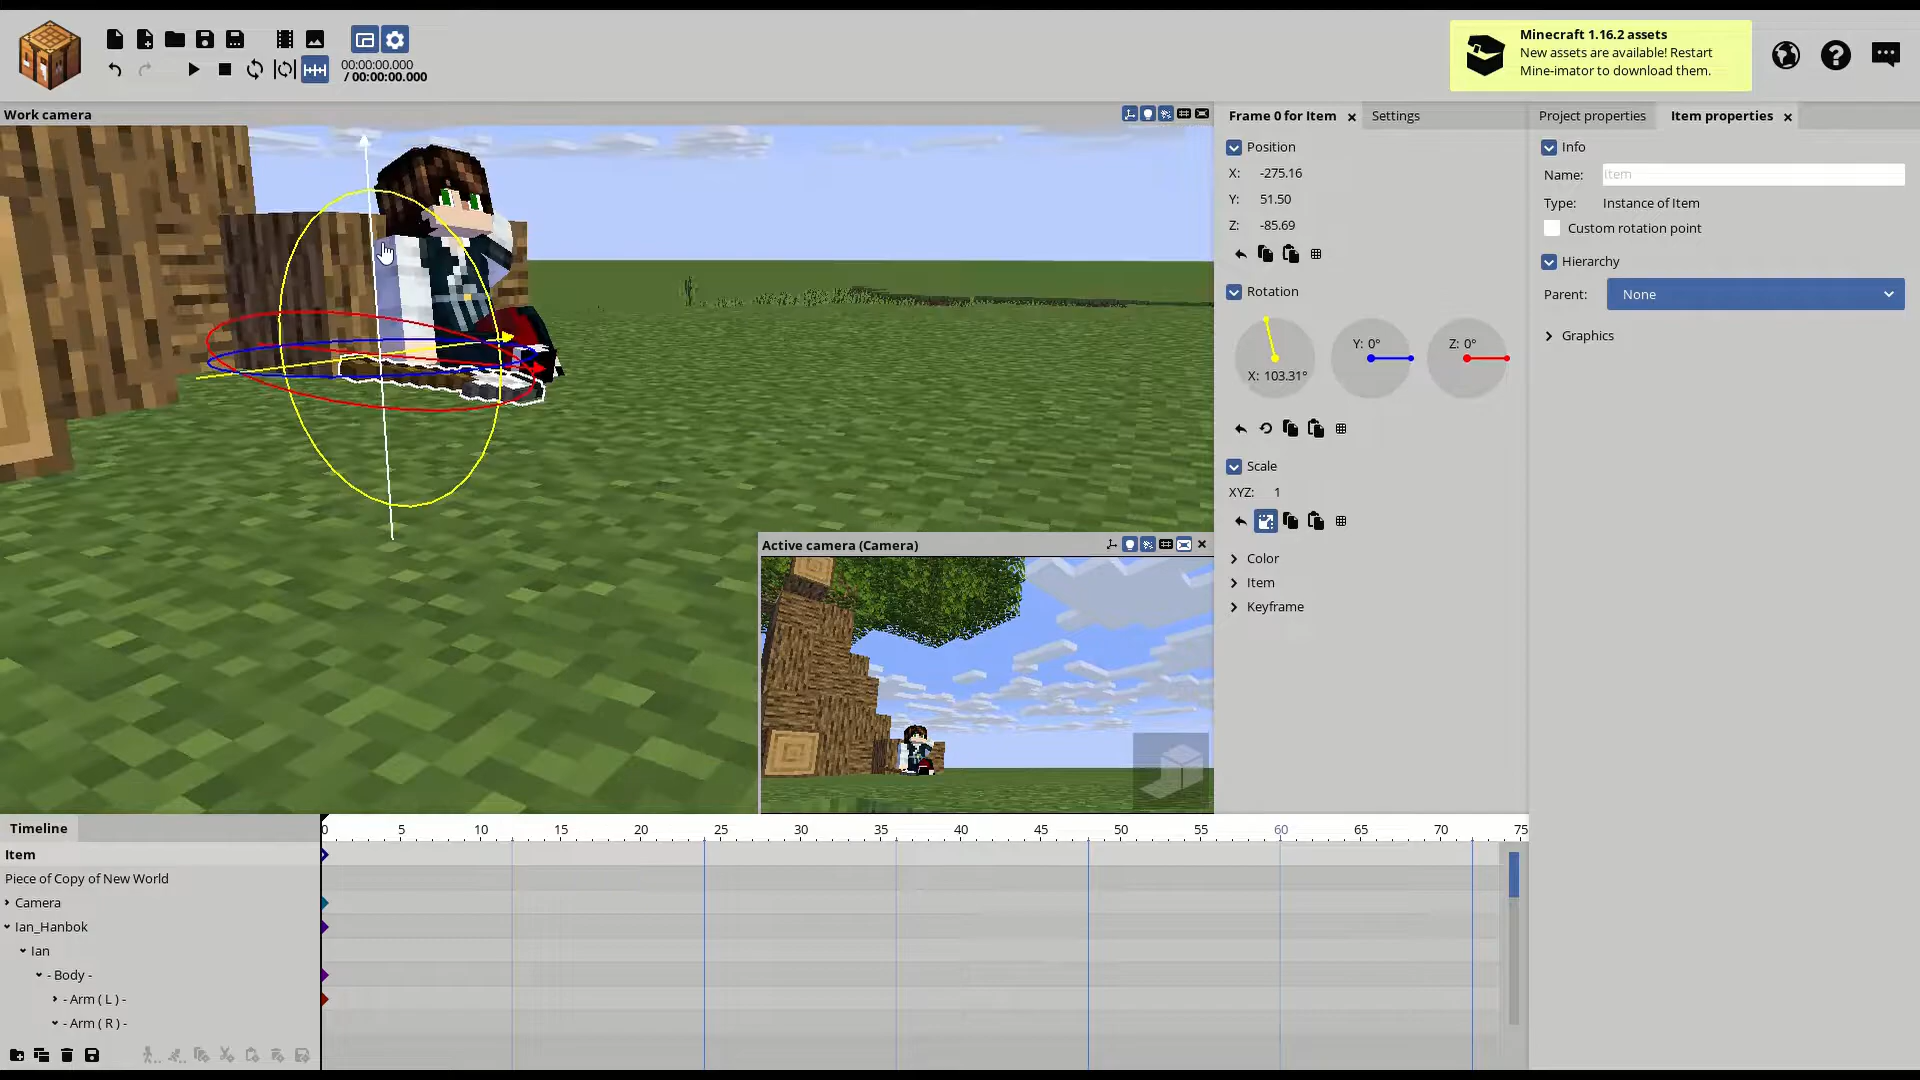 00:00:00.000
/ 00:00:00.000
Minecraft 1.16.2 assets
New assets are available! Restart
Mine-imator to download them.
Work camera
Frame 0 for Item
Settings
Project properties
Item properties
Position
X: -275.16
Y: 51.50
Z: -85.69
Rotation
X: 103.31°
Y: 0°
Z: 0°
Scale
XYZ: 1
Color
Item
Keyframe
Info
Name: Item
Type: Instance of Item
Custom rotation point
Hierarchy
Parent: None
Graphics
Active camera (Camera)
Timeline
0 5 10 15 20 25 30 35 40 45 50 55 60 65 70 75
Item
Piece of Copy of New World
Camera
Ian_Hanbok
Ian
- Body -
- Arm ( L ) -
- Arm ( R ) -